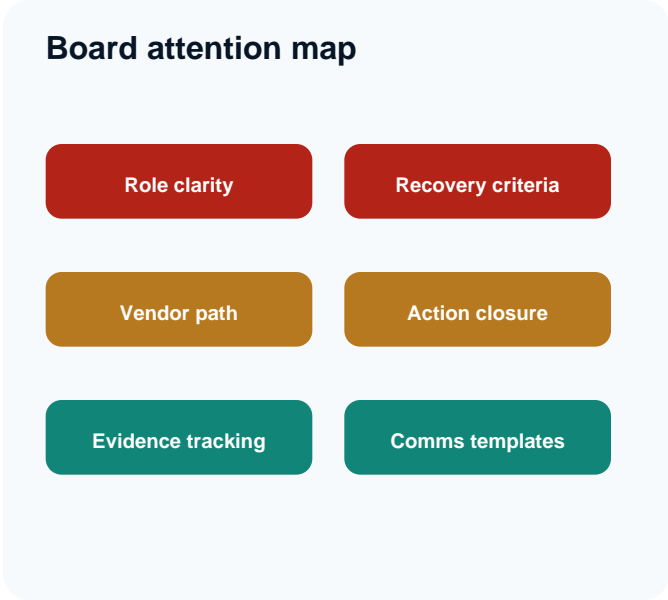 Board attention map
Role clarity
Recovery criteria
Vendor path
Action closure
Evidence tracking
Comms templates